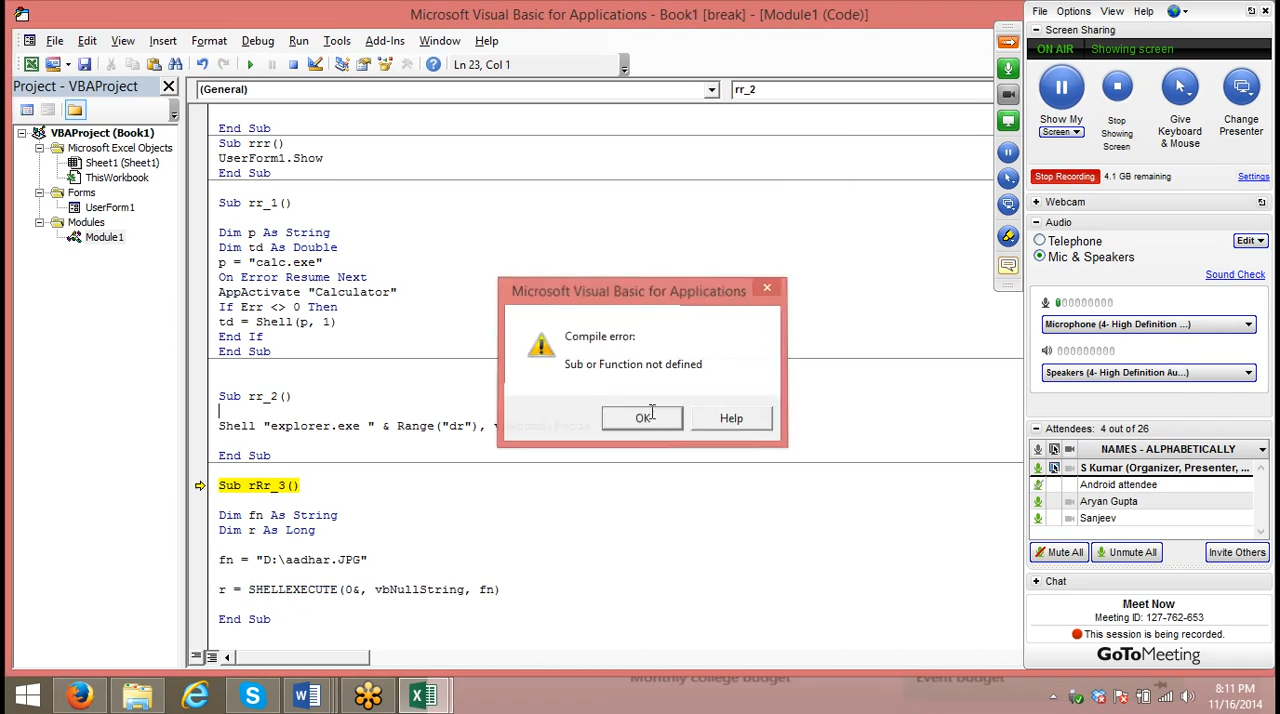 Microsoft Visual Basic for Applications - Book1 [break] - [Module1 (Code)]
File Edit View Insert Format Debug Tools Add-Ins Window Help
Ln 23, Col 1
Project - VBAProject
VBAProject (Book1)
Microsoft Excel Objects
Sheet1 (Sheet1)
ThisWorkbook
Forms
UserForm1
Modules
Module1
(General)
rr_2
End Sub
Sub rrr()
UserForm1.Show
End Sub
Sub rr_1()
Dim p As String
Dim td As Double
p = "calc.exe"
On Error Resume Next
AppActivate "Calculator"
If Err <> 0 Then
td = Shell(p, 1)
End If
End Sub
Sub rr_2()
Shell "explorer.exe " & Range("dr"),
End Sub
Sub rRr_3()
Dim fn As String
Dim r As Long
fn = "D:\aadhar.JPG"
r = SHELLEXECUTE(0&, vbNullString, fn)
End Sub
Microsoft Visual Basic for Applications
Compile error:
Sub or Function not defined
OK
Help
File Options View Help
Screen Sharing
ON AIR Showing screen
Show My
Screen
Stop
Showing
Screen
Give
Keyboard
& Mouse
Change
Presenter
Stop Recording 4.1 GB remaining Settings
Webcam
Audio
Telephone
Edit
Mic & Speakers
Sound Check
Microphone (4- High Definition ...)
Speakers (4- High Definition Au...)
Attendees: 4 out of 26
NAMES - ALPHABETICALLY
S Kumar (Organizer, Presenter, ...
Android attendee
Aryan Gupta
Sanjeev
Mute All
Unmute All
Invite Others
Chat
Meet Now
Meeting ID: 127-762-653
This session is being recorded.
GoToMeeting
Monthly college budget
Event budget
8:11 PM
11/16/2014